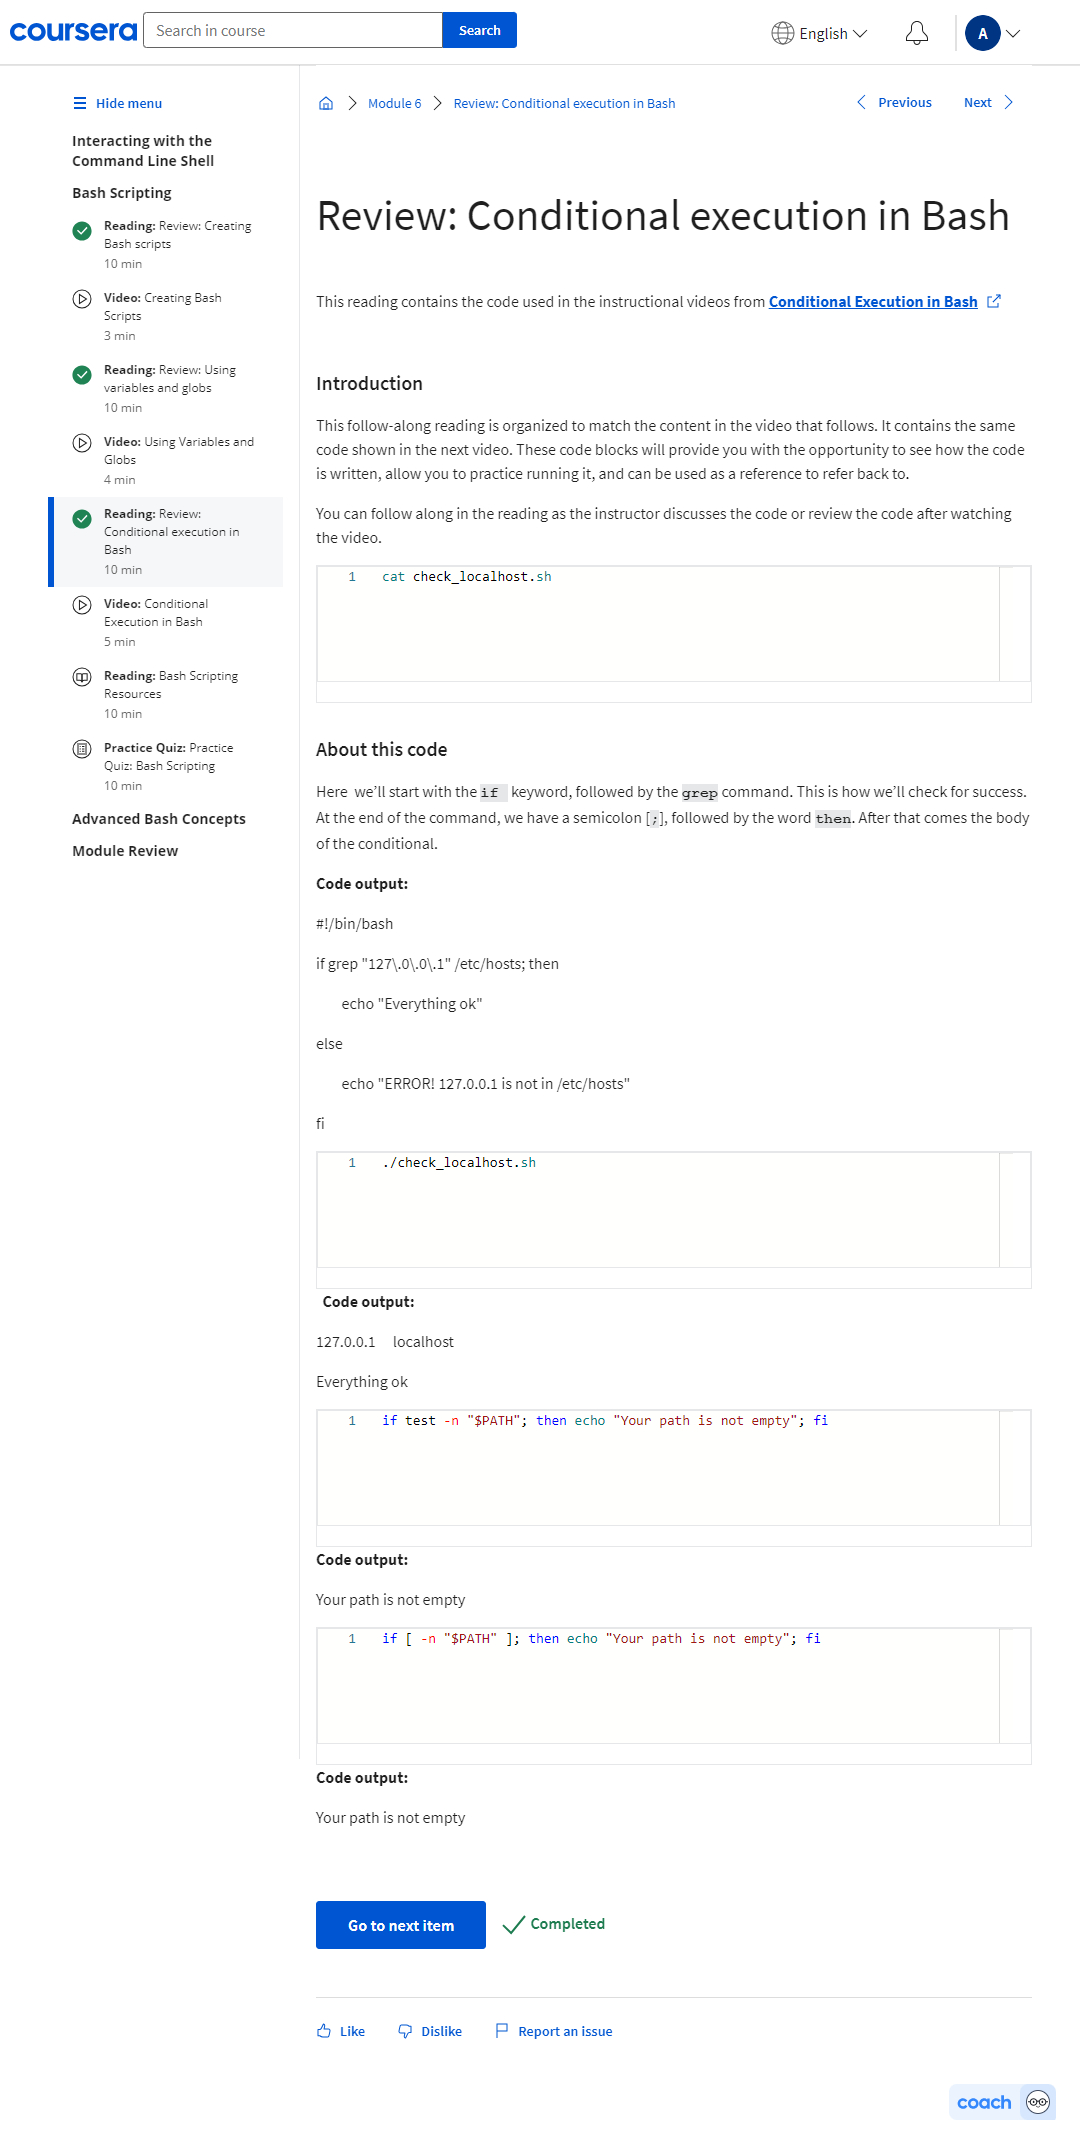 coursera
Search in course
Search
English
A
Hide menu
Interacting with the
Command Line Shell
Bash Scripting
Reading: Review: Creating
Bash scripts
10 min
Video: Creating Bash
Scripts
3 min
Reading: Review: Using
variables and globs
10 min
Video: Using Variables and
Globs
4 min
Reading: Review:
Conditional execution in
Bash
10 min
Video: Conditional
Execution in Bash
5 min
Reading: Bash Scripting
Resources
10 min
Practice Quiz: Practice
Quiz: Bash Scripting
10 min
Advanced Bash Concepts
Module Review
Module 6 > Review: Conditional execution in Bash
Previous
Next
Review: Conditional execution in Bash
This reading contains the code used in the instructional videos from Conditional Execution in Bash
Introduction
This follow-along reading is organized to match the content in the video that follows. It contains the same
code shown in the next video. These code blocks will provide you with the opportunity to see how the code
is written, allow you to practice running it, and can be used as a reference to refer back to.
You can follow along in the reading as the instructor discusses the code or review the code after watching
the video.
1 cat check_localhost.sh
About this code
Here we’ll start with the if keyword, followed by the grep command. This is how we’ll check for success.
At the end of the command, we have a semicolon [;], followed by the word then. After that comes the body
of the conditional.
Code output:
#!/bin/bash
if grep "127\.0\.0\.1" /etc/hosts; then
echo "Everything ok"
else
echo "ERROR! 127.0.0.1 is not in /etc/hosts"
fi
1 ./check_localhost.sh
Code output:
127.0.0.1 localhost
Everything ok
1 if test -n "$PATH"; then echo "Your path is not empty"; fi
Code output:
Your path is not empty
1 if [ -n "$PATH" ]; then echo "Your path is not empty"; fi
Code output:
Your path is not empty
Go to next item
Completed
Like
Dislike
Report an issue
coach